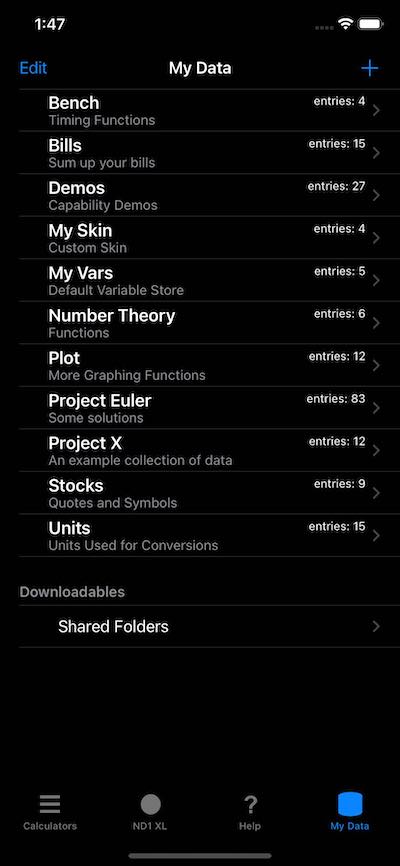 1:47
Edit
My Data
+
Bench
entries: 4
Timing Functions
Bills
entries: 15
Sum up your bills
Demos
entries: 27
Capability Demos
My Skin
entries: 4
Custom Skin
My Vars
entries: 5
Default Variable Store
Number Theory
entries: 6
Functions
Plot
entries: 12
More Graphing Functions
Project Euler
entries: 83
Some solutions
Project X
entries: 12
An example collection of data
Stocks
entries: 9
Quotes and Symbols
Units
entries: 15
Units Used for Conversions
Downloadables
Shared Folders
Calculators
ND1 XL
?
Help
My Data